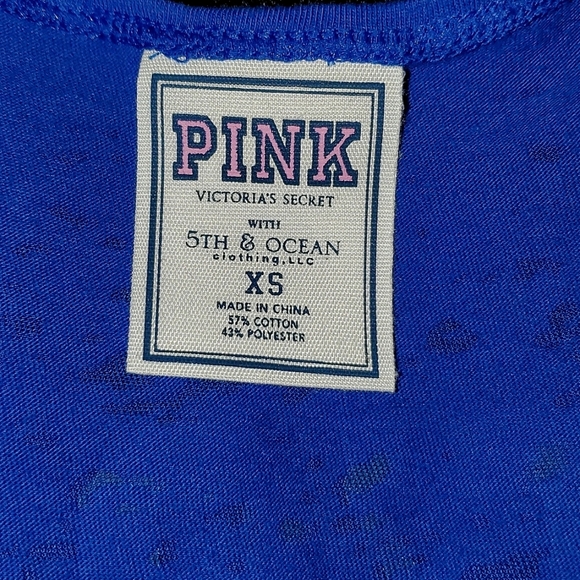 PINK
VICTORIA'S SECRET
WITH
5TH & OCEAN
clothing, LLC
XS
MADE IN CHINA
57% COTTON
43% POLYESTER